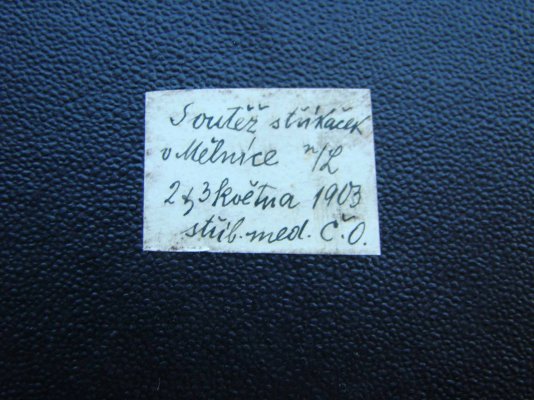 Soutěž stříkaček
v Mělníce n/L
2 & 3 května 1903
stříb. med. Č.O.